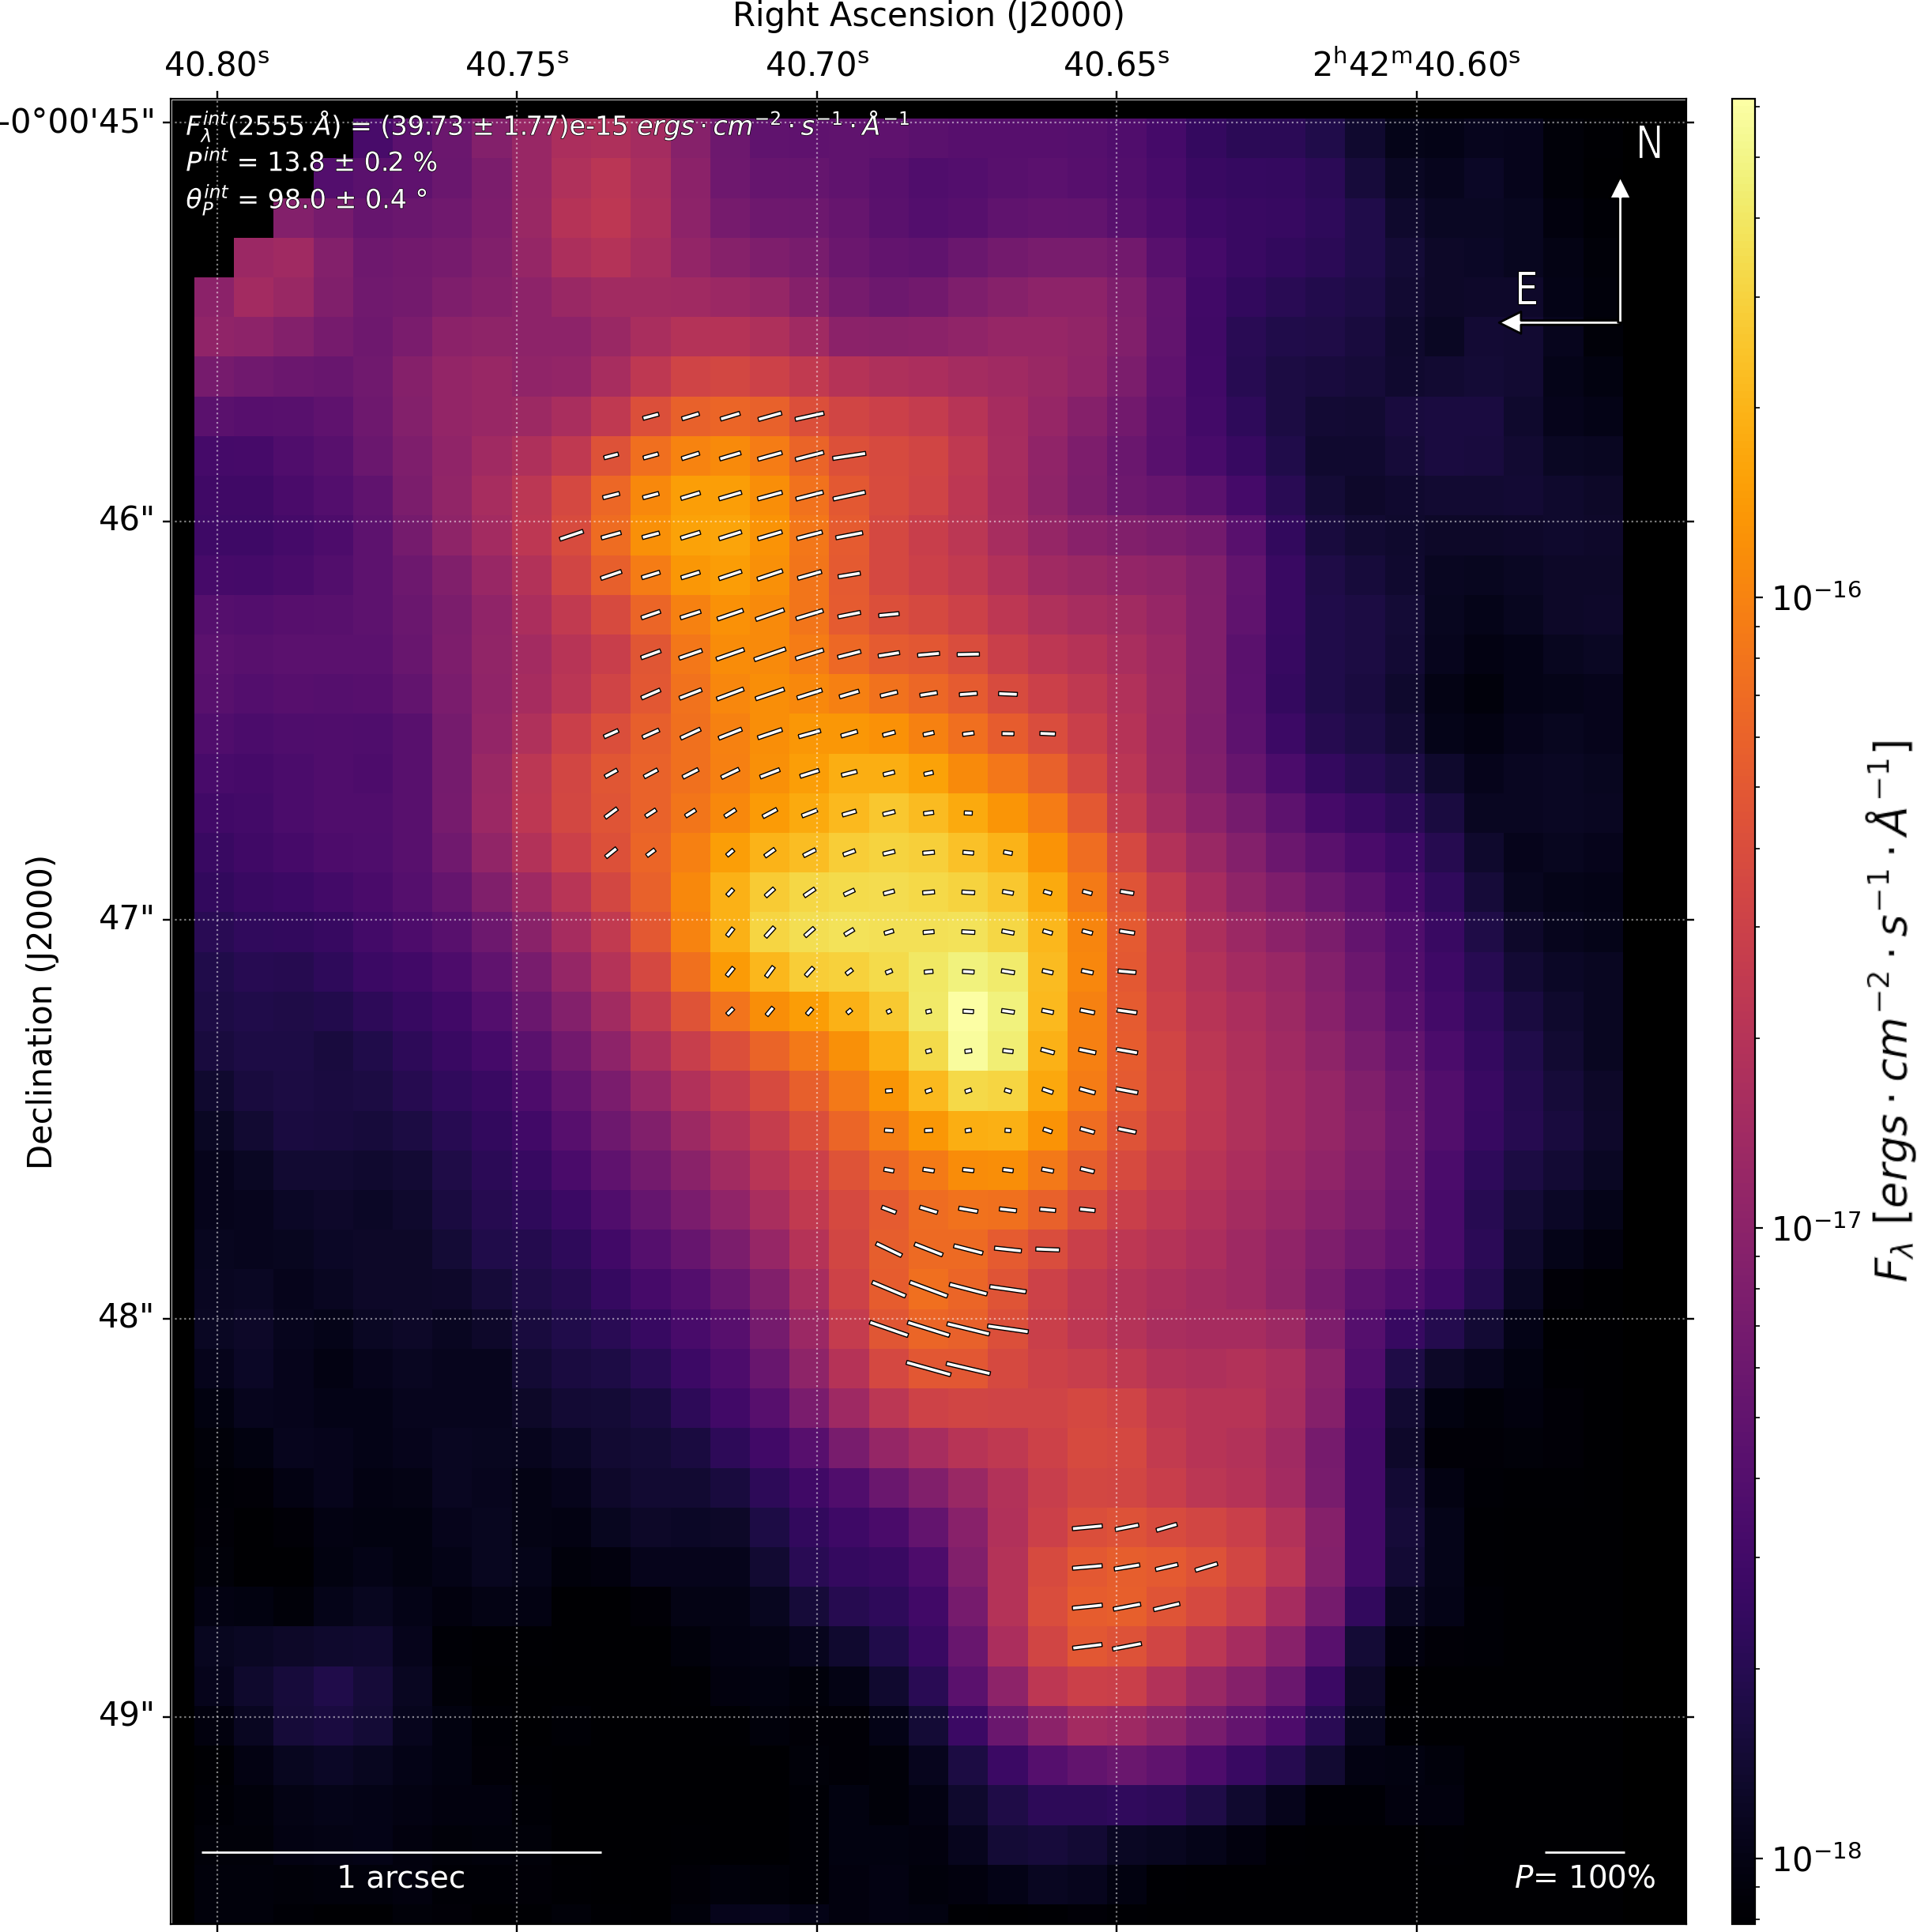 Right Ascension (J2000)
40.80ˢ 40.75ˢ 40.70ˢ 40.65ˢ 2ʰ42ᵐ40.60ˢ
-0°00'45"
46"
47"
48"
49"
Declination (J2000)
F_λ^int(2555 Å) = (39.73 ± 1.77)e-15 ergs·cm⁻²·s⁻¹·Å⁻¹
P^int = 13.8 ± 0.2 %
θ_P^int = 98.0 ± 0.4 °
N
E
1 arcsec
P= 100%
10⁻¹⁶
10⁻¹⁷
10⁻¹⁸
F_λ [ergs·cm⁻²·s⁻¹·Å⁻¹]